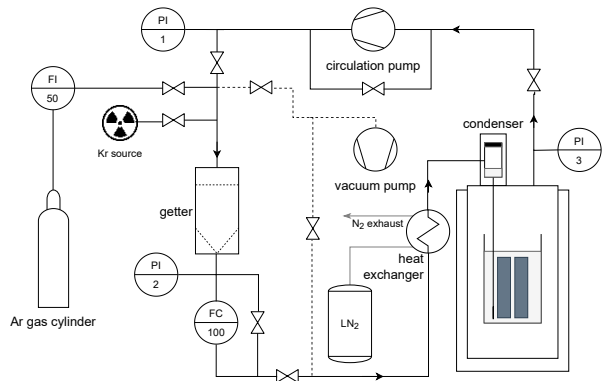 PI
1
circulation pump
FI
50
Kr source
condenser
PI
3
vacuum pump
getter
N₂ exhaust
heat
exchanger
PI
2
FC
100
LN₂
Ar gas cylinder